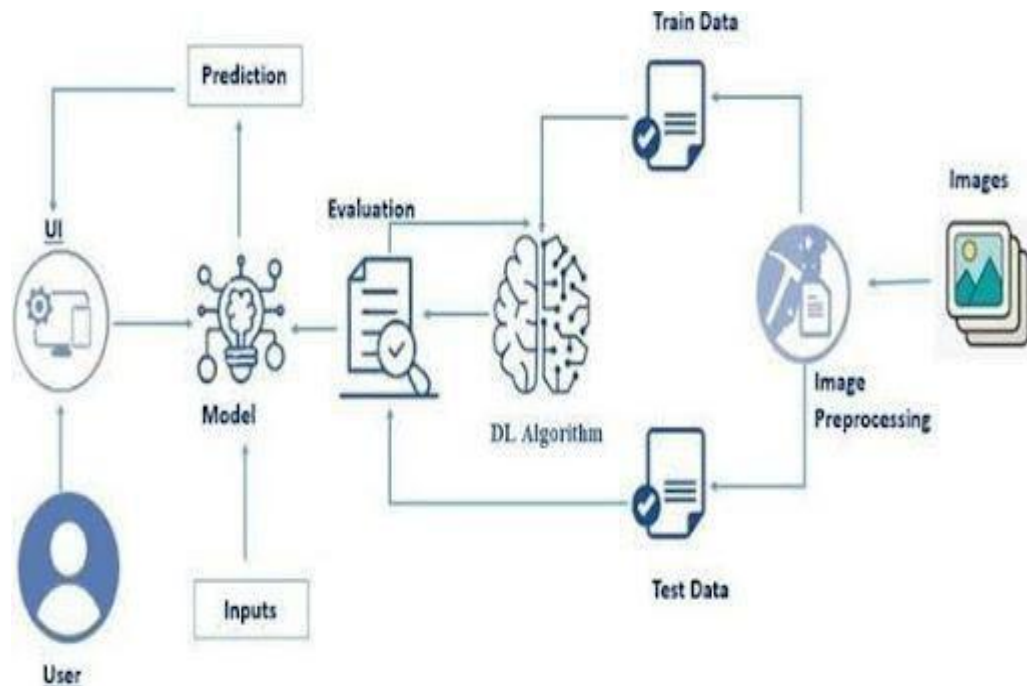 Train Data
Prediction
Images
Evaluation
UI
Image
Preprocessing
Model
DL Algorithm
Test Data
Inputs
User